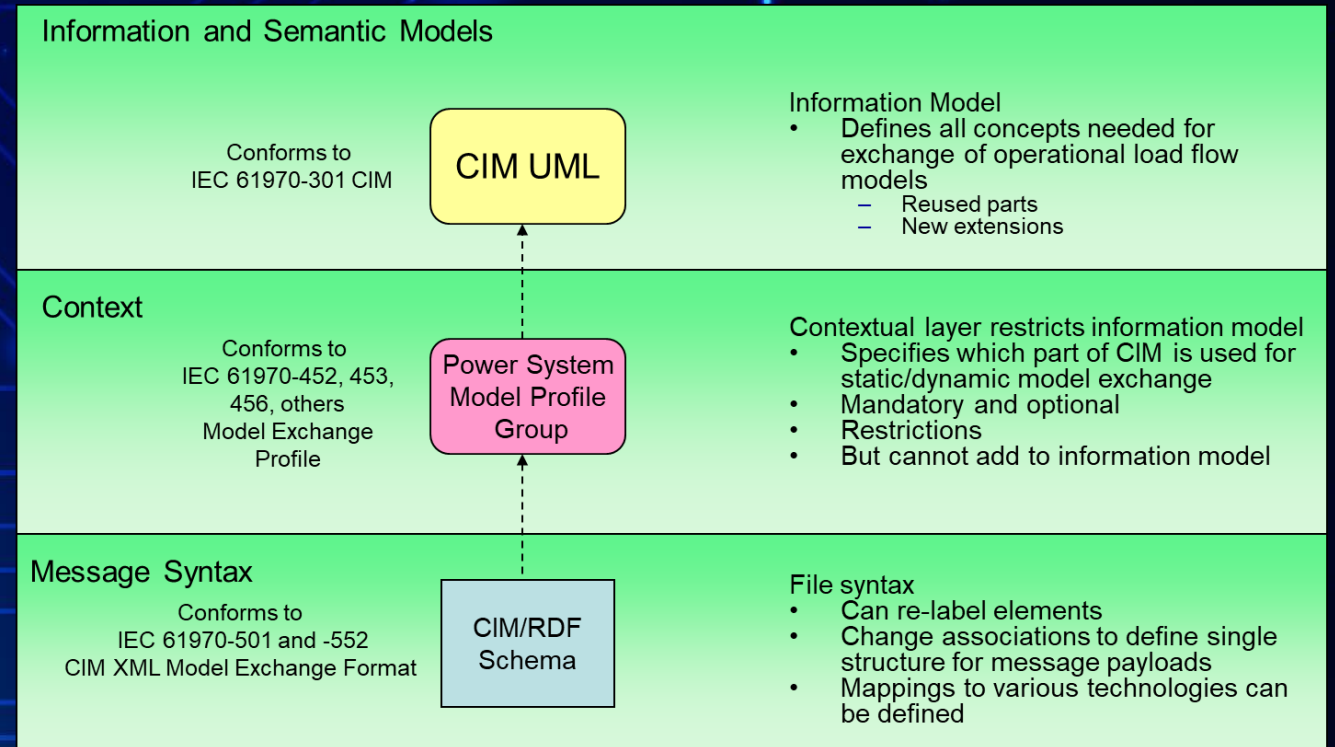 Information and Semantic Models
Conforms to
IEC 61970-301 CIM
CIM UML
Information Model
• Defines all concepts needed for
exchange of operational load flow
models
– Reused parts
– New extensions
Context
Conforms to
IEC 61970-452, 453,
456, others
Model Exchange
Profile
Power System
Model Profile
Group
Contextual layer restricts information model
• Specifies which part of CIM is used for
static/dynamic model exchange
• Mandatory and optional
• Restrictions
• But cannot add to information model
Message Syntax
Conforms to
IEC 61970-501 and -552
CIM XML Model Exchange Format
CIM/RDF
Schema
File syntax
• Can re-label elements
• Change associations to define single
structure for message payloads
• Mappings to various technologies can
be defined